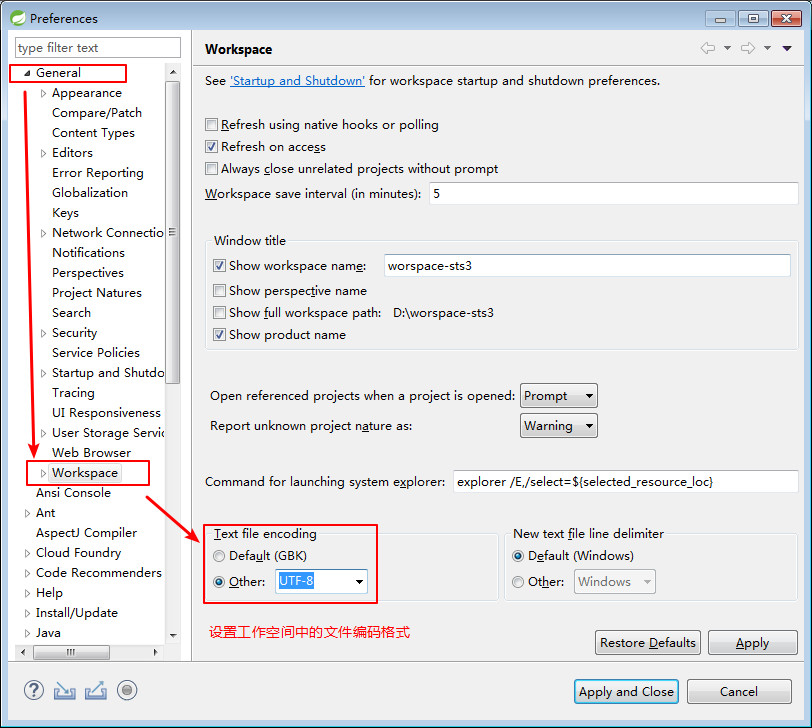 Preferences
type filter text
General
Appearance
Compare/Patch
Content Types
Editors
Error Reporting
Globalization
Keys
Network Connectio
Notifications
Perspectives
Project Natures
Search
Security
Service Policies
Startup and Shutdo
Tracing
UI Responsiveness
User Storage Servic
Web Browser
Workspace
Ansi Console
Ant
AspectJ Compiler
Cloud Foundry
Code Recommenders
Help
Install/Update
Java
Workspace
See 'Startup and Shutdown' for workspace startup and shutdown preferences.
Refresh using native hooks or polling
Refresh on access
Always close unrelated projects without prompt
Workspace save interval (in minutes): 5
Window title
Show workspace name: worspace-sts3
Show perspective name
Show full workspace path: D:\worspace-sts3
Show product name
Open referenced projects when a project is opened: Prompt
Report unknown project nature as: Warning
Command for launching system explorer: explorer /E,/select=${selected_resource_loc}
Text file encoding
Default (GBK)
Other: UTF-8
New text file line delimiter
Default (Windows)
Other: Windows
设置工作空间中的文件编码格式
Restore Defaults Apply
Apply and Close Cancel